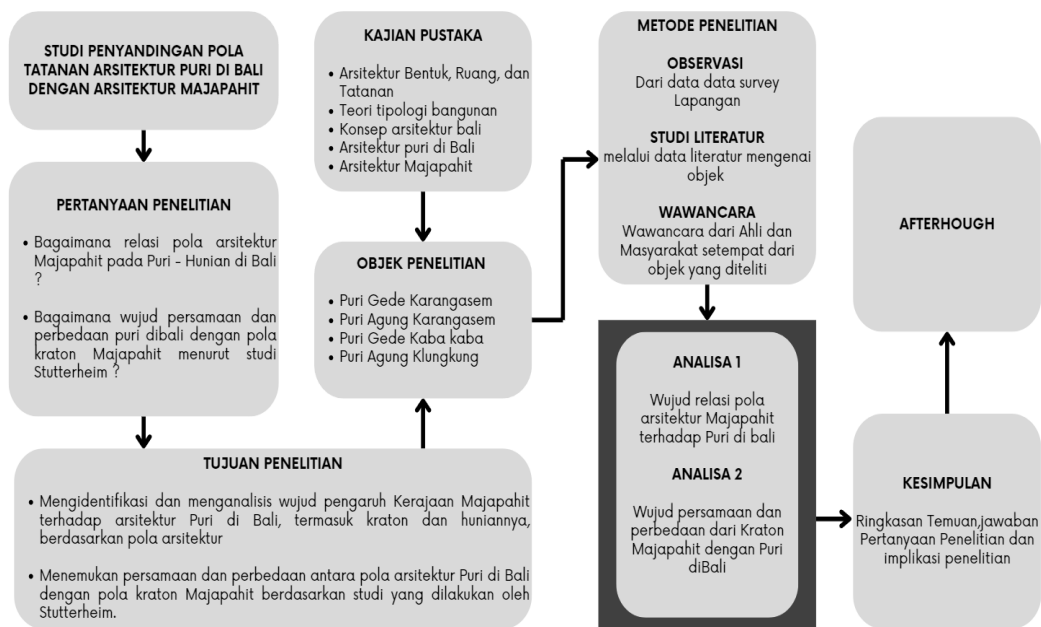 STUDI PENYANDINGAN POLA
TATANAN ARSITEKTUR PURI DI BALI
DENGAN ARSITEKTUR MAJAPAHIT
PERTANYAAN PENELITIAN
• Bagaimana relasi pola arsitektur
Majapahit pada Puri - Hunian di Bali
?
• Bagaimana wujud persamaan dan
perbedaan puri dibali dengan pola
kraton Majapahit menurut studi
Stutterheim ?
TUJUAN PENELITIAN
• Mengidentifikasi dan menganalisis wujud pengaruh Kerajaan Majapahit
terhadap arsitektur Puri di Bali, termasuk kraton dan huniannya,
berdasarkan pola arsitektur
• Menemukan persamaan dan perbedaan antara pola arsitektur Puri di Bali
dengan pola kraton Majapahit berdasarkan studi yang dilakukan oleh
Stutterheim.
KAJIAN PUSTAKA
• Arsitektur Bentuk, Ruang, dan
Tatanan
• Teori tipologi bangunan
• Konsep arsitektur bali
• Arsitektur puri di Bali
• Arsitektur Majapahit
OBJEK PENELITIAN
• Puri Gede Karangasem
• Puri Agung Karangasem
• Puri Gede Kaba kaba
• Puri Agung Klungkung
METODE PENELITIAN
OBSERVASI
Dari data data survey
Lapangan
STUDI LITERATUR
melalui data literatur mengenai
objek
WAWANCARA
Wawancara dari Ahli dan
Masyarakat setempat dari
objek yang diteliti
ANALISA 1
Wujud relasi pola
arsitektur Majapahit
terhadap Puri di bali
ANALISA 2
Wujud persamaan dan
perbedaan dari Kraton
Majapahit dengan Puri
diBali
KESIMPULAN
Ringkasan Temuan,jawaban
Pertanyaan Penelitian dan
implikasi penelitian
AFTERHOUGH